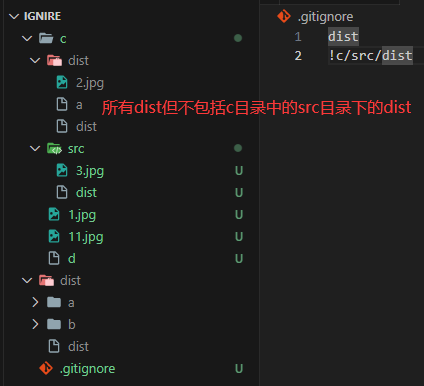 IGNIRE
c
dist
2.jpg
a
dist
src
3.jpg U
dist U
1.jpg U
11.jpg U
d U
dist
a
b
dist
.gitignore U
.gitignore
1 dist
2 !c/src/dist
所有dist但不包括c目录中的src目录下的dist